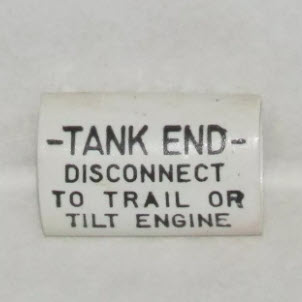 -TANK END-
DISCONNECT
TO TRAIL OR
TILT ENGINE